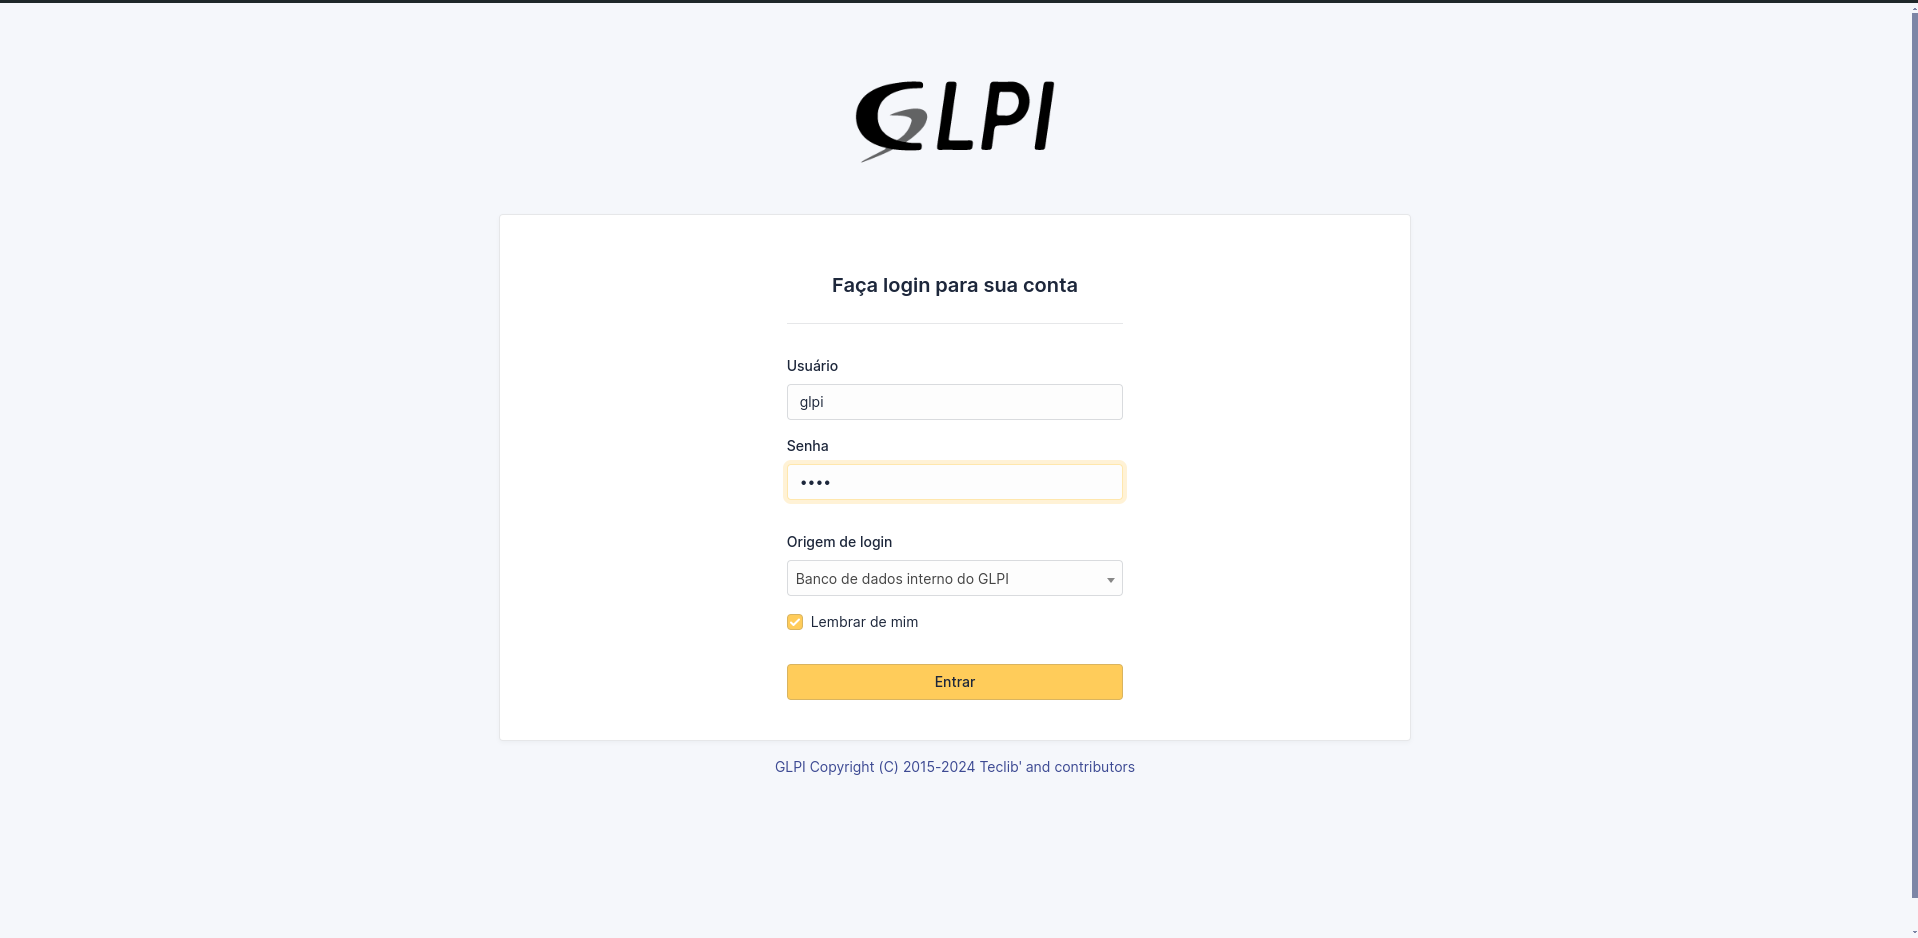 GLPI
Faça login para sua conta
Usuário
glpi
Senha
••••
Origem de login
Banco de dados interno do GLPI
Lembrar de mim
Entrar
GLPI Copyright (C) 2015-2024 Teclib' and contributors